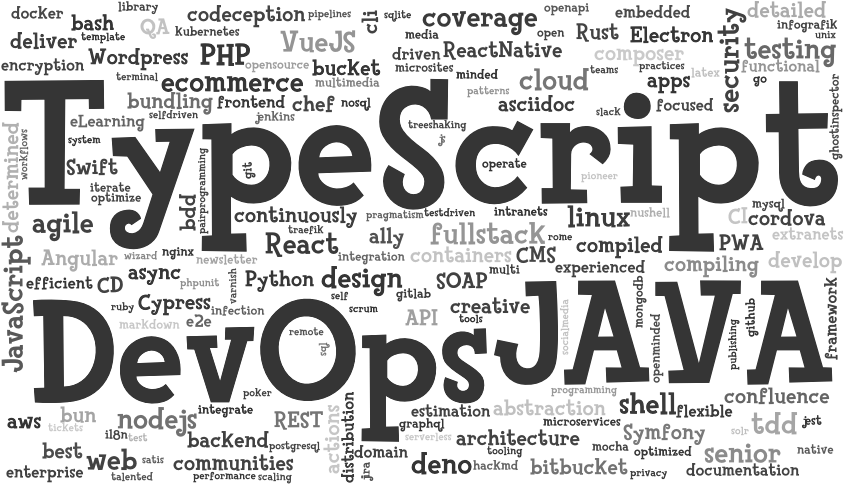 docker
library
codeception
pipelines
cli
sqlite
coverage
openapi
embedded
detailed
bash
template
QA
kubernetes
VueJS
media
open
Rust
Electron
security
infografik
unix
deliver
Wordpress
PHP
opensource
bucket
driven
ReactNative
composer
testing
encryption
terminal
ecommerce
multimedia
microsites
minded
cloud
teams
practices
latex
functional
bundling
frontend
chef
nosql
patterns
asciidoc
apps
go
focused
eLearning
selfdriven
jenkins
slack
ghostinspector
TypeScript
treeshaking
determined
workflows
system
Swift
iterate
optimize
pairprogramming
git
operate
pioneer
agile
bdd
continuously
pragmatism
testdriven
intranets
linux
nushell
CI
mysql
cordova
traefik
React
ally
fullstack
rome
compiled
PWA
extranets
Angular
wizard
nginx
newsletter
integration
containers
CMS
JavaScript
efficient
CD
async
phpunit
varnish
Python
design
SOAP
multi
experienced
compiling
develop
ruby
Cypress
infection
self
scrum
gitlab
creative
mongodb
github
framework
markdown
e2e
API
tools
DevOps
JAVA
remote
sql
socialmedia
openminded
publishing
programming
poker
aws
bun
tickets
nodejs
integrate
REST
actions
distribution
estimation
graphql
abstraction
microservices
shell
flexible
confluence
i18n
test
backend
postgresql
serverless
architecture
Symfony
solr
tdd
jest
best
web
satis
communities
domain
tooling
mocha
optimized
senior
native
enterprise
talented
performance
scaling
jira
deno
hackmd
bitbucket
privacy
documentation